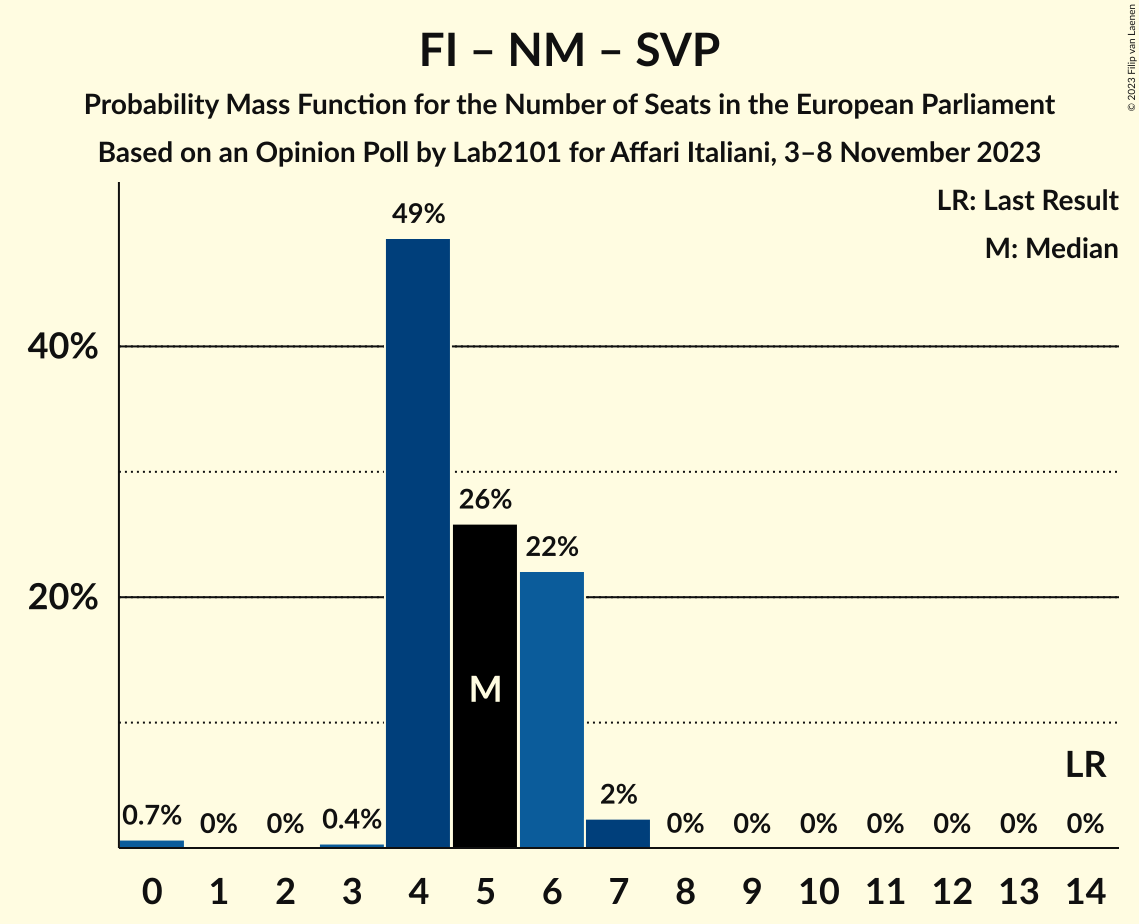 FI – NM – SVP
Probability Mass Function for the Number of Seats in the European Parliament
Based on an Opinion Poll by Lab2101 for Affari Italiani, 3–8 November 2023
© 2023 Filip van Laenen
LR: Last Result
M: Median
49%
40%
26%
22%
20%
M
LR
0.7% 0% 0% 0.4% 2% 0% 0% 0% 0% 0% 0% 0%
0 1 2 3 4 5 6 7 8 9 10 11 12 13 14